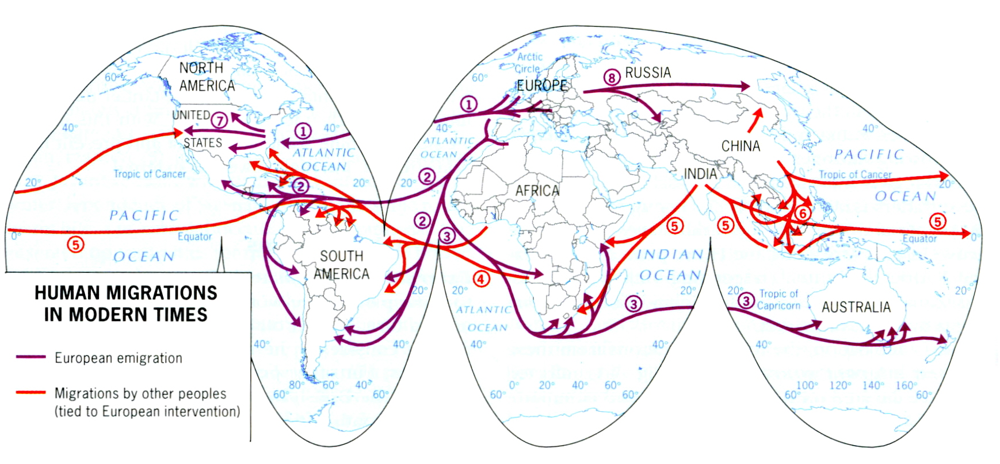 Arctic
Circle
NORTH
AMERICA
60°
60°
EUROPE
8
RUSSIA
1
UNITED
7
STATES
40°
40°
1
40°
40°
ATLANTIC
OCEAN
ATLANTIC
OCEAN
CHINA
PACIFIC
OCEAN
Tropic of Cancer
Tropic of Cancer
INDIA
AFRICA
20°
20°
20°
20°
2
2
2
3
PACIFIC
OCEAN
0°
Equator
5
5
5
6
5
Equator
0°
SOUTH
AMERICA
INDIAN
OCEAN
4
20°
20°
20°
20°
20°
ATLANTIC
OCEAN
3
3
Tropic of
Capricorn
AUSTRALIA
40°
40°
40°
40°
40°
80°
60°
40°
60°
60°
0°
20°
40°
60°
60°
60°
100°
120°
140°
160°
60°
60°
HUMAN MIGRATIONS
IN MODERN TIMES
European emigration
Migrations by other peoples
(tied to European intervention)